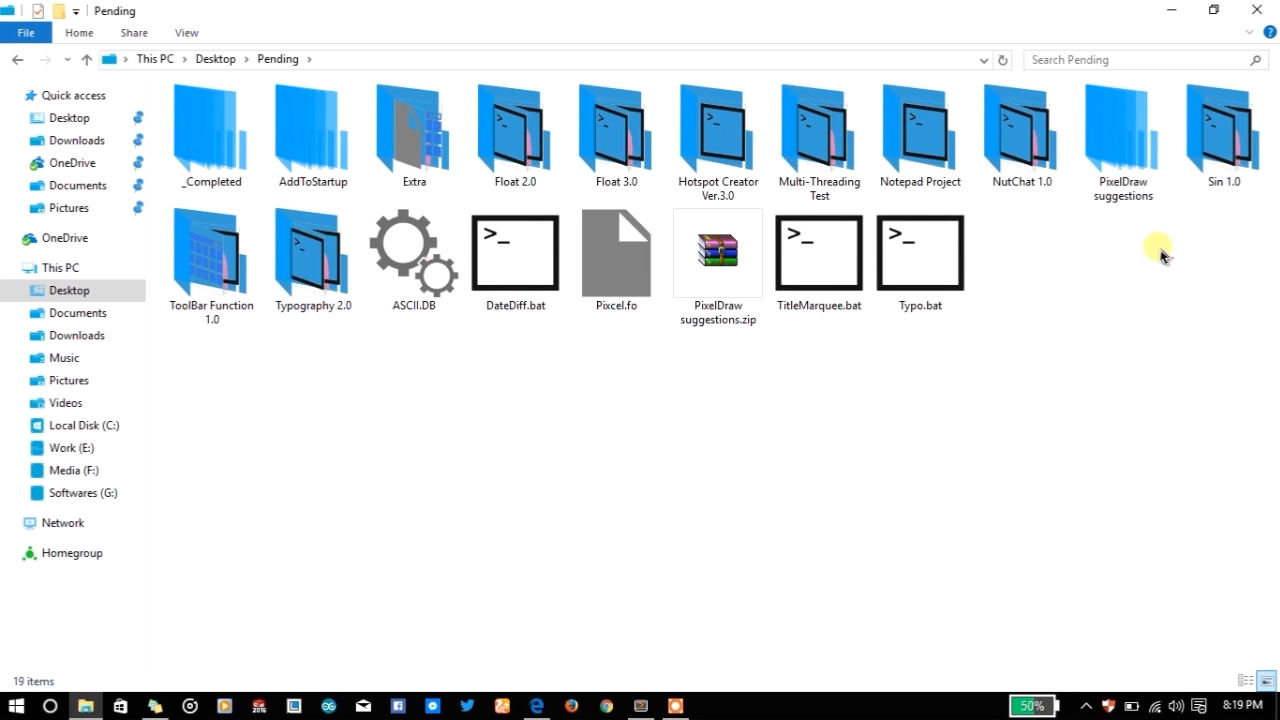 Pending
File Home Share View
This PC Desktop Pending
Search Pending
Quick access
Desktop
Downloads
OneDrive
Documents
Pictures
OneDrive
This PC
Desktop
Documents
Downloads
Music
Pictures
Videos
Local Disk (C:)
Work (E:)
Media (F:)
Softwares (G:)
Network
Homegroup
_Completed
AddToStartup
Extra
Float 2.0
Float 3.0
Hotspot Creator
Ver.3.0
Multi-Threading
Test
Notepad Project
NutChat 1.0
PixelDraw
suggestions
Sin 1.0
ToolBar Function
1.0
Typography 2.0
ASCII.DB
DateDiff.bat
Pixcel.fo
PixelDraw
suggestions.zip
TitleMarquee.bat
Typo.bat
19 items
50%
8:19 PM